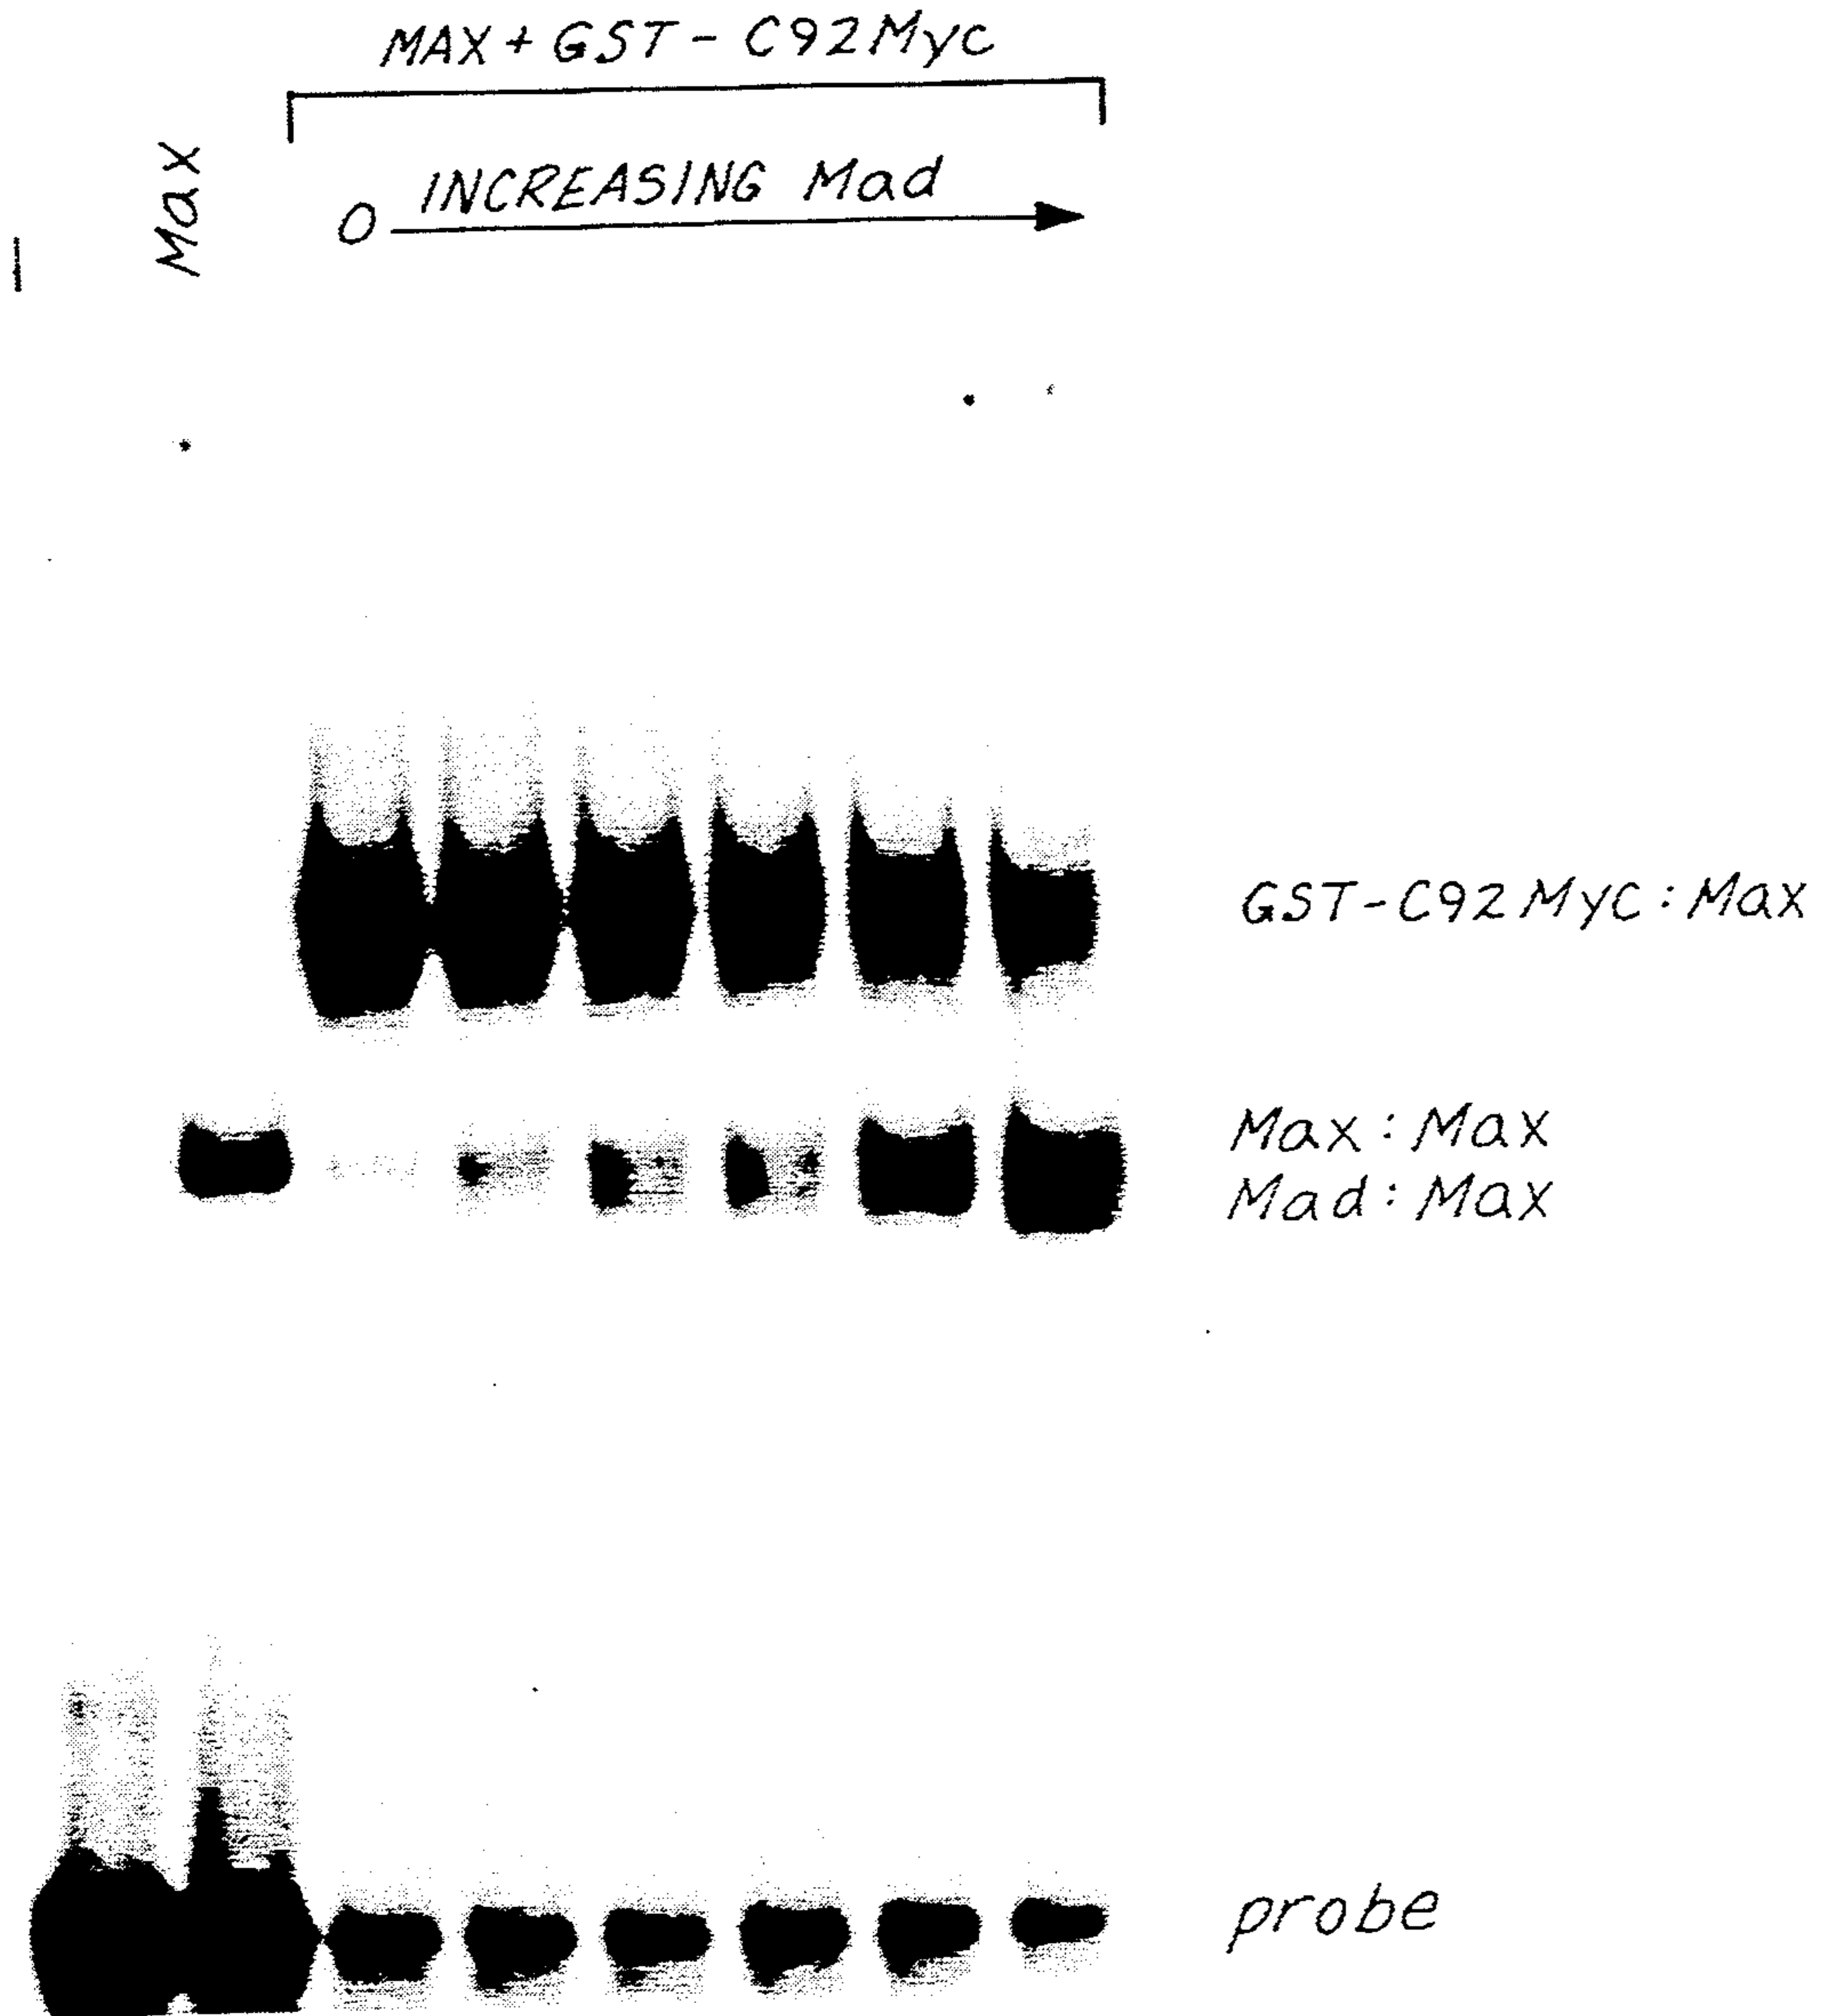 MAX + GST - C92Myc
Max
INCREASING Mad
0
—
GST-C92Myc:Max
Max:Max
Mad:Max
probe